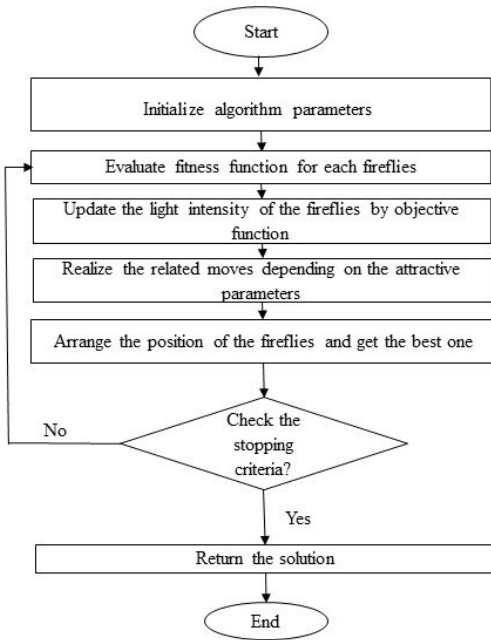 Start
Initialize algorithm parameters
Evaluate fitness function for each fireflies
Update the light intensity of the fireflies by objective
function
Realize the related moves depending on the attractive
parameters
Arrange the position of the fireflies and get the best one
Check the
stopping
criteria?
No
Yes
Return the solution
End